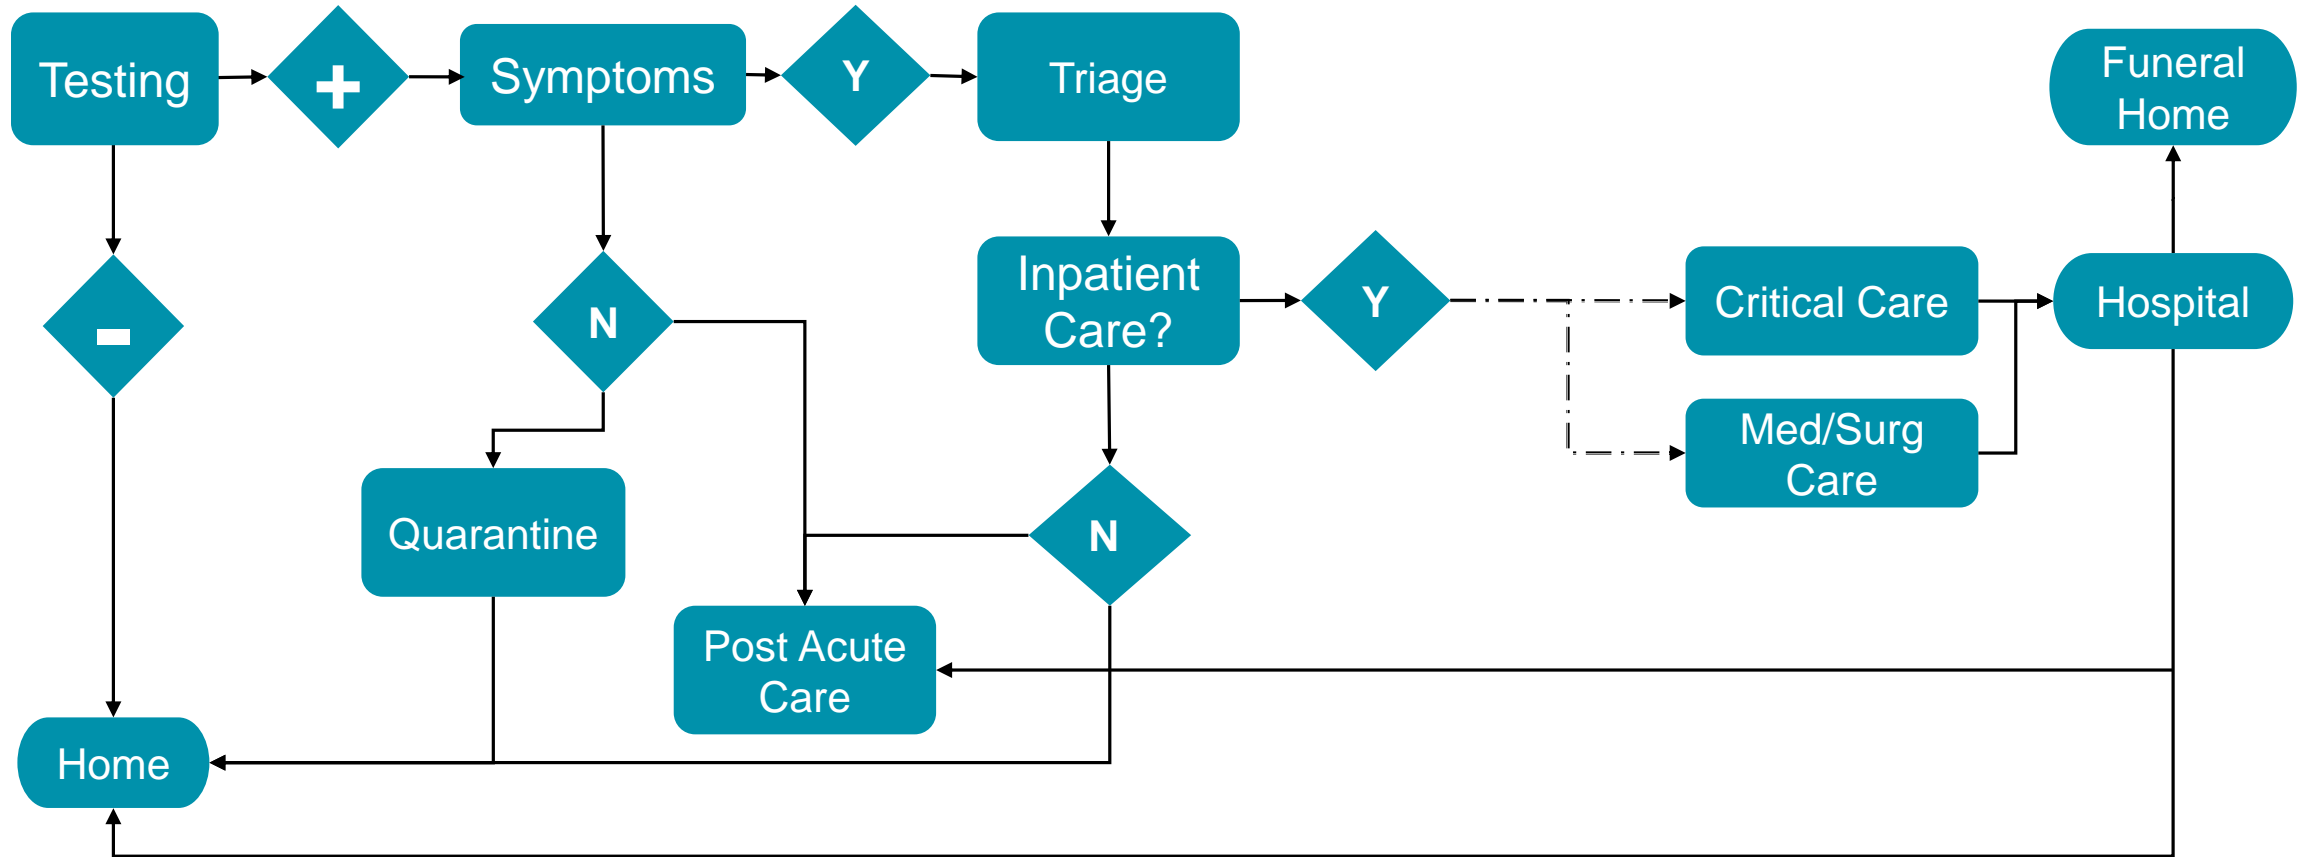 Testing
+
Symptoms
Y
Triage
Funeral
Home
Inpatient
Care?
Y
Critical Care
Hospital
-
N
Med/Surg
Care
Quarantine
N
Post Acute
Care
Home